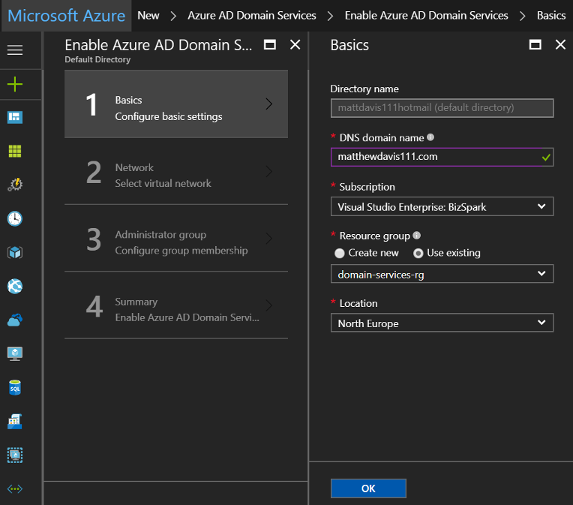 Microsoft Azure New > Azure AD Domain Services > Enable Azure AD Domain Services > Basics
Enable Azure AD Domain S...
Default Directory
1 Basics
Configure basic settings
2 Network
Select virtual network
3 Administrator group
Configure group membership
4 Summary
Enable Azure AD Domain Servi...
Basics
Directory name
mattdavis111hotmail (default directory)
* DNS domain name
matthewdavis111.com
* Subscription
Visual Studio Enterprise: BizSpark
* Resource group
Create new Use existing
domain-services-rg
* Location
North Europe
OK
SQL